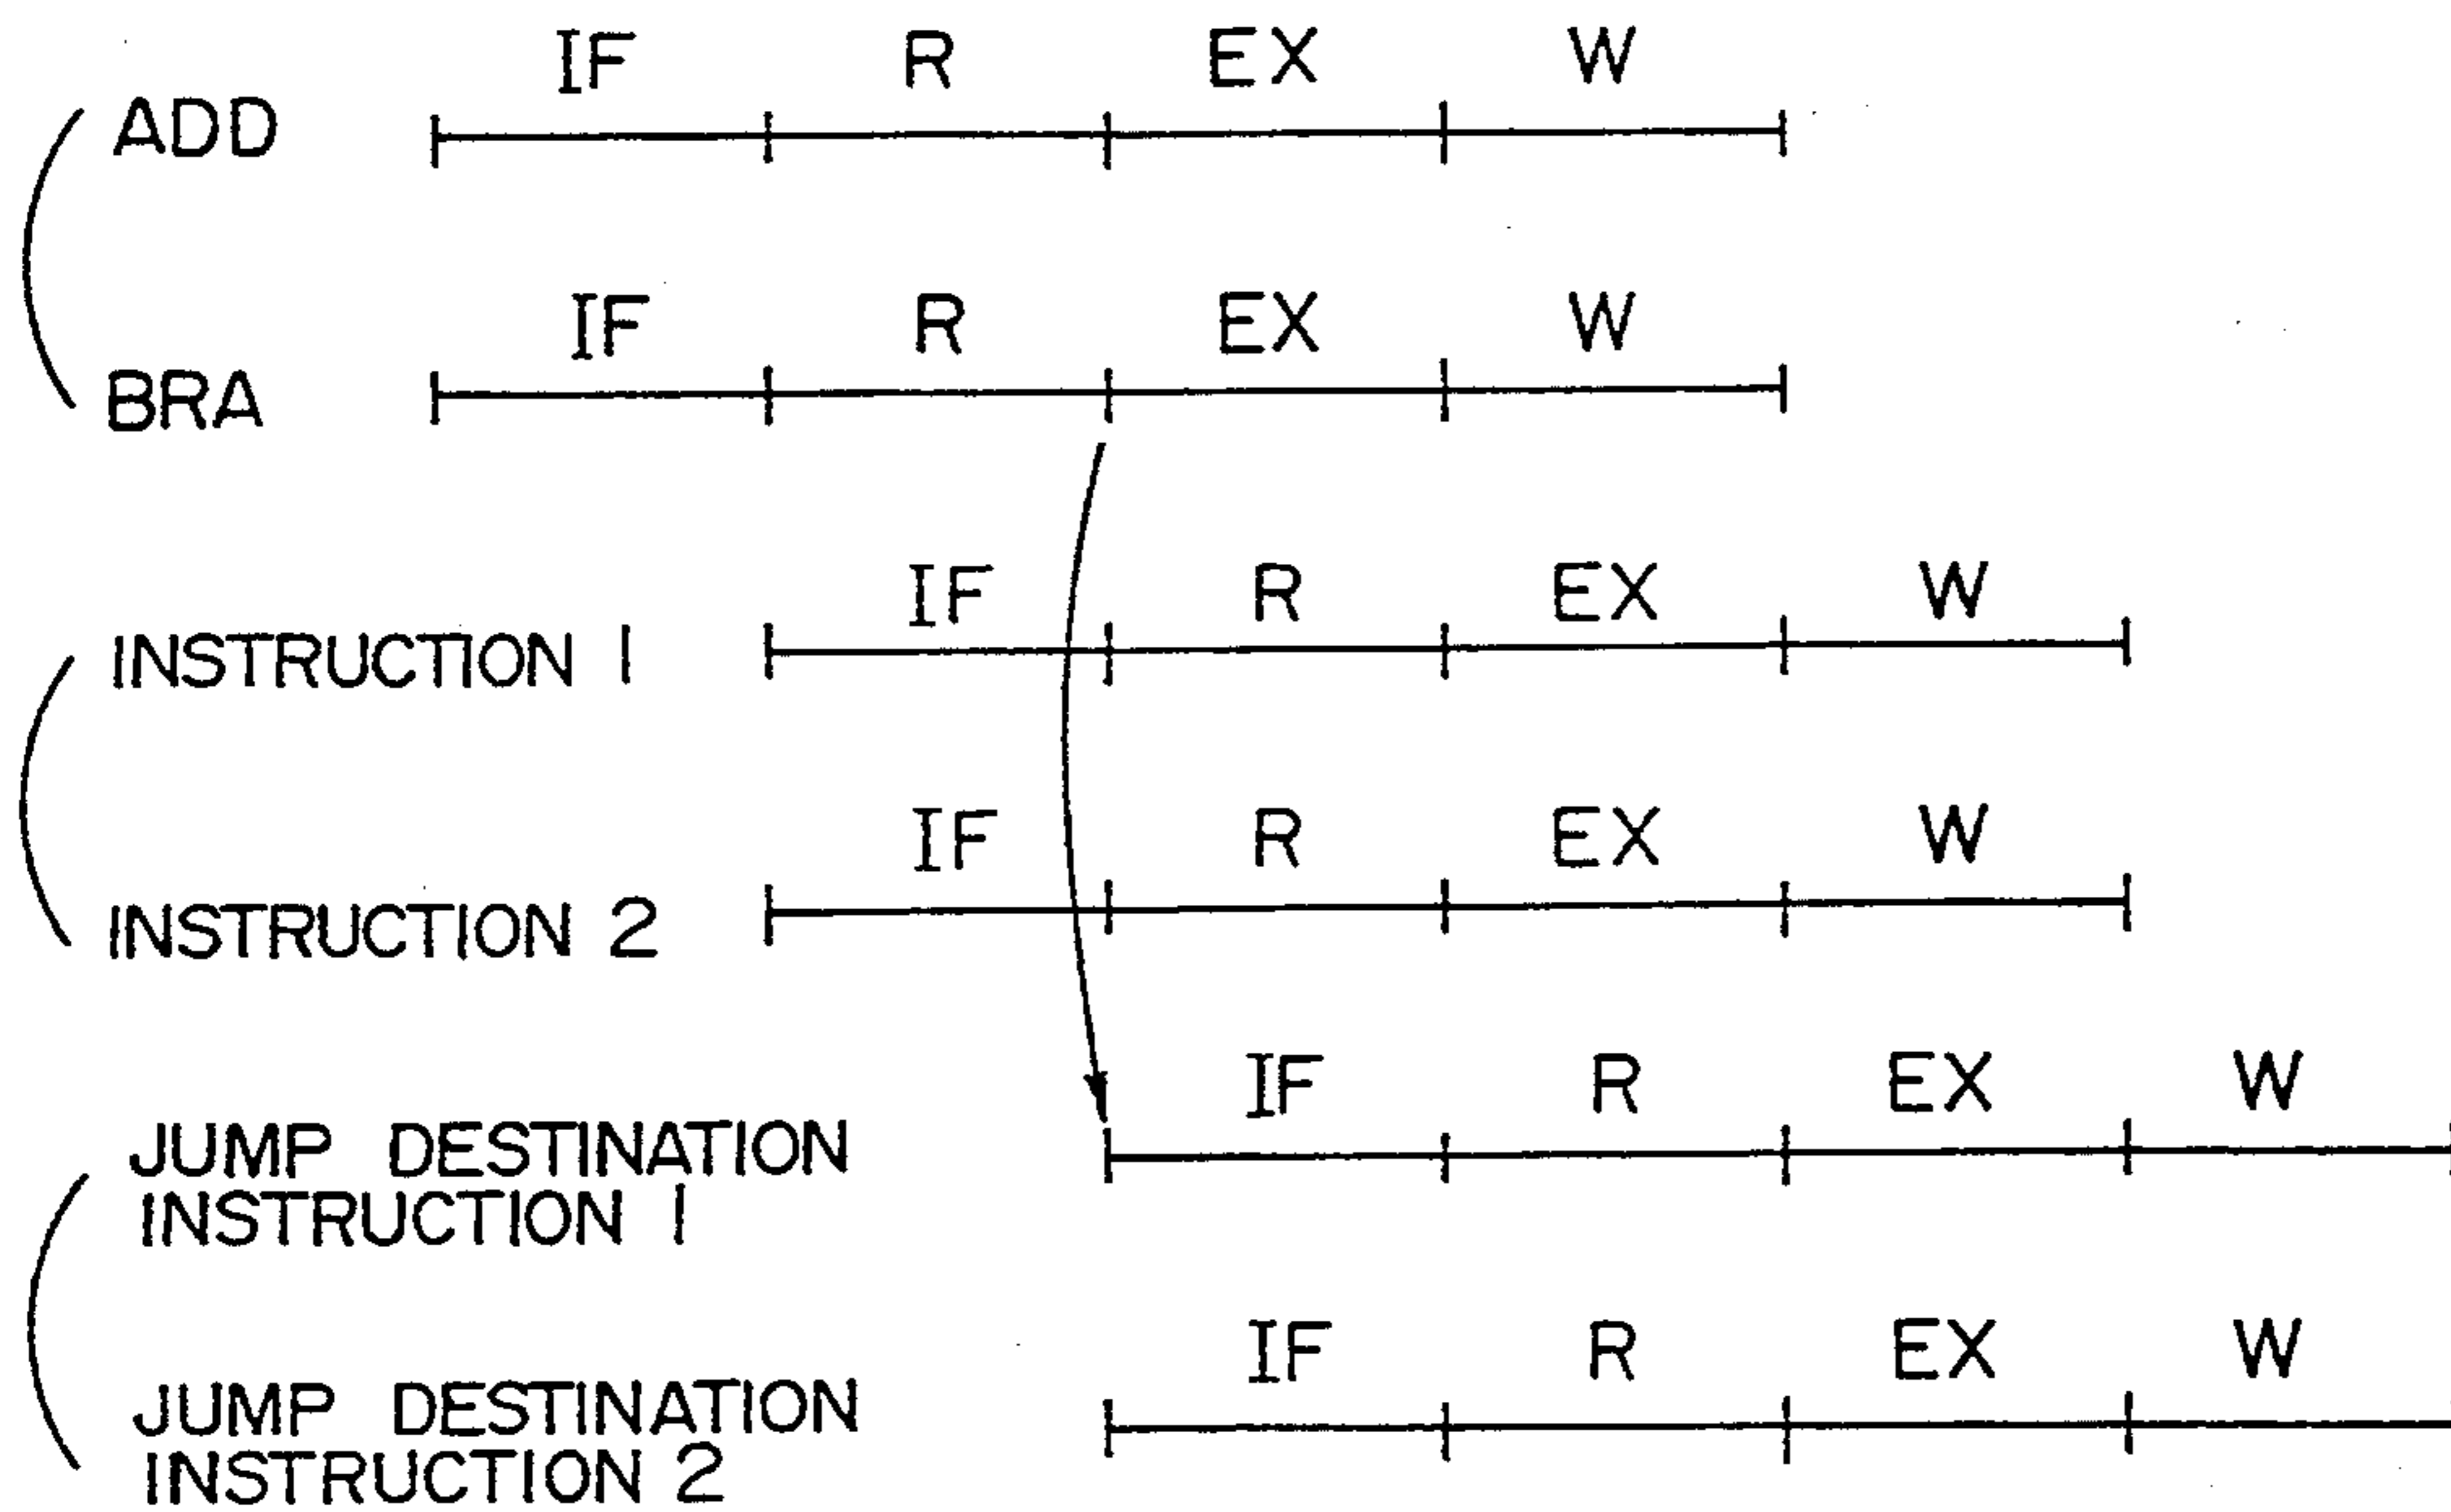 IF R EX W
ADD
IF R EX W
BRA
IF R EX W
INSTRUCTION 1
IF R EX W
INSTRUCTION 2
IF R EX W
JUMP DESTINATION
INSTRUCTION 1
IF R EX W
JUMP DESTINATION
INSTRUCTION 2